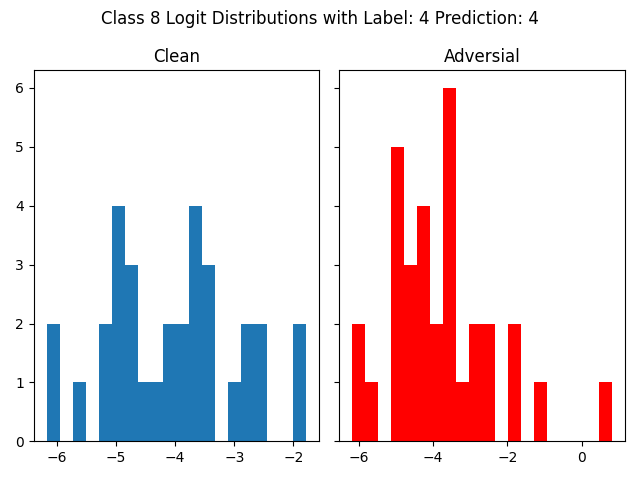 Class 8 Logit Distributions with Label: 4 Prediction: 4
Clean
Adversial
6
5
4
3
2
1
0
−6 −5 −4 −3 −2
−6 −4 −2 0